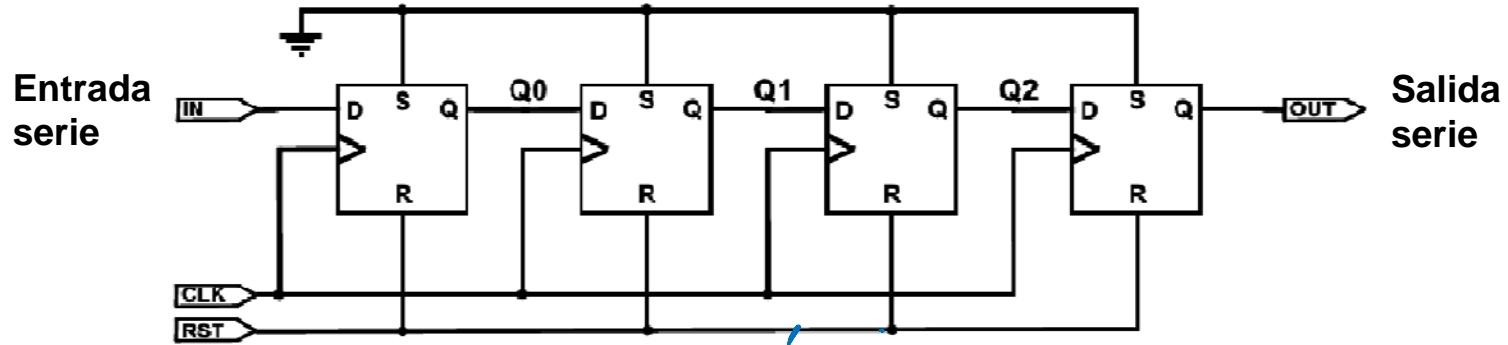 Entrada
serie
IN
D S Q
R
Q0
D S Q
R
Q1
D S Q
R
Q2
D S Q
R
OUT
Salida
serie
CLK
RST